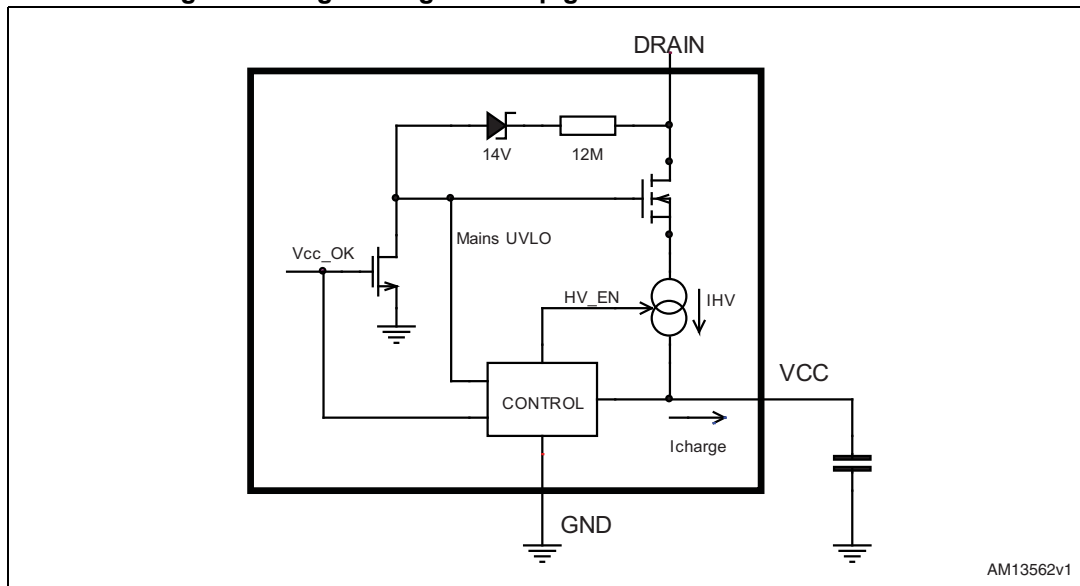 DRAIN
14V
12M
Mains UVLO
Vcc_OK
HV_EN
IHV
VCC
CONTROL
Icharge
GND
AM13562v1